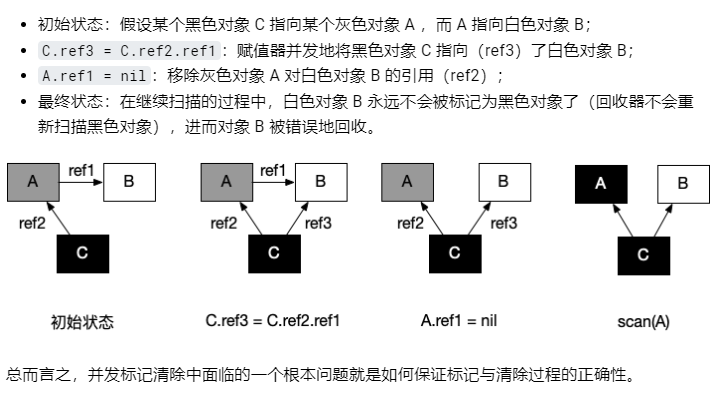 • 初始状态：假设某个黑色对象 C 指向某个灰色对象 A ，而 A 指向白色对象 B；
• C.ref3 = C.ref2.ref1：赋值器并发地将黑色对象 C 指向（ref3）了白色对象 B；
• A.ref1 = nil：移除灰色对象 A 对白色对象 B 的引用（ref2）；
• 最终状态：在继续扫描的过程中，白色对象 B 永远不会被标记为黑色对象了（回收器不会重
新扫描黑色对象），进而对象 B 被错误地回收。
A ref1 B ref2 C
A ref1 B ref2 ref3 C
A B ref2 ref3 C
A B C
初始状态
C.ref3 = C.ref2.ref1
A.ref1 = nil
scan(A)
总而言之，并发标记清除中面临的一个根本问题就是如何保证标记与清除过程的正确性。